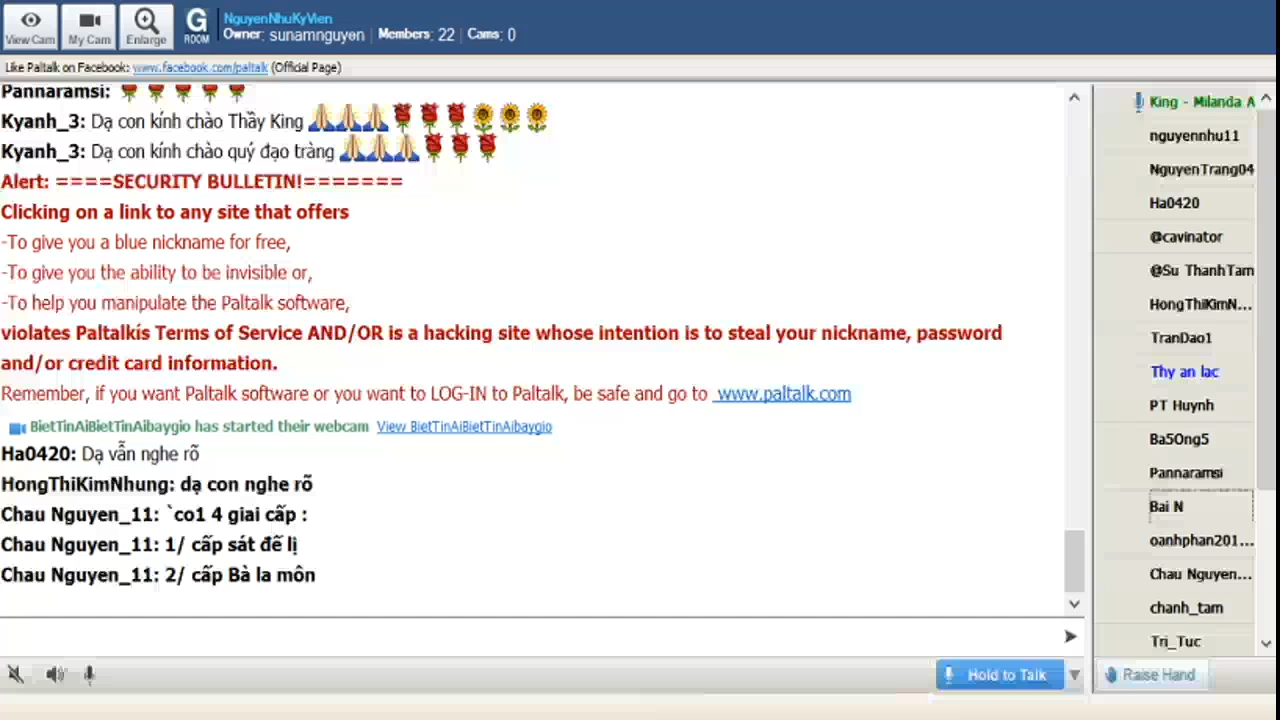 View Cam
My Cam
Enlarge
G
ROOM
NguyenNhuKyVien
Owner: sunamnguyen | Members: 22 | Cams: 0
Like Paltalk on Facebook: www.facebook.com/paltalk (Official Page)
Pannaramsi:
Kyanh_3: Dạ con kính chào Thầy King
Kyanh_3: Dạ con kính chào quý đạo tràng
Alert: ====SECURITY BULLETIN!=======
Clicking on a link to any site that offers
-To give you a blue nickname for free,
-To give you the ability to be invisible or,
-To help you manipulate the Paltalk software,
violates Paltalkís Terms of Service AND/OR is a hacking site whose intention is to steal your nickname, password
and/or credit card information.
Remember, if you want Paltalk software or you want to LOG-IN to Paltalk, be safe and go to www.paltalk.com
BietTinAiBietTinAibaygio has started their webcam View BietTinAiBietTinAibaygio
Ha0420: Dạ vẫn nghe rõ
HongThiKimNhung: dạ con nghe rõ
Chau Nguyen_11: `co1 4 giai cấp :
Chau Nguyen_11: 1/ cấp sát đế lị
Chau Nguyen_11: 2/ cấp Bà la môn
King - Milanda A
nguyennhu11
NguyenTrang04
Ha0420
@cavinator
@Su ThanhTam
HongThiKimN...
TranDao1
Thy an lac
PT Huynh
Ba5Ong5
Pannaramsi
Bai N
oanhphan201...
Chau Nguyen...
chanh_tam
Tri_Tuc
Hold to Talk
Raise Hand